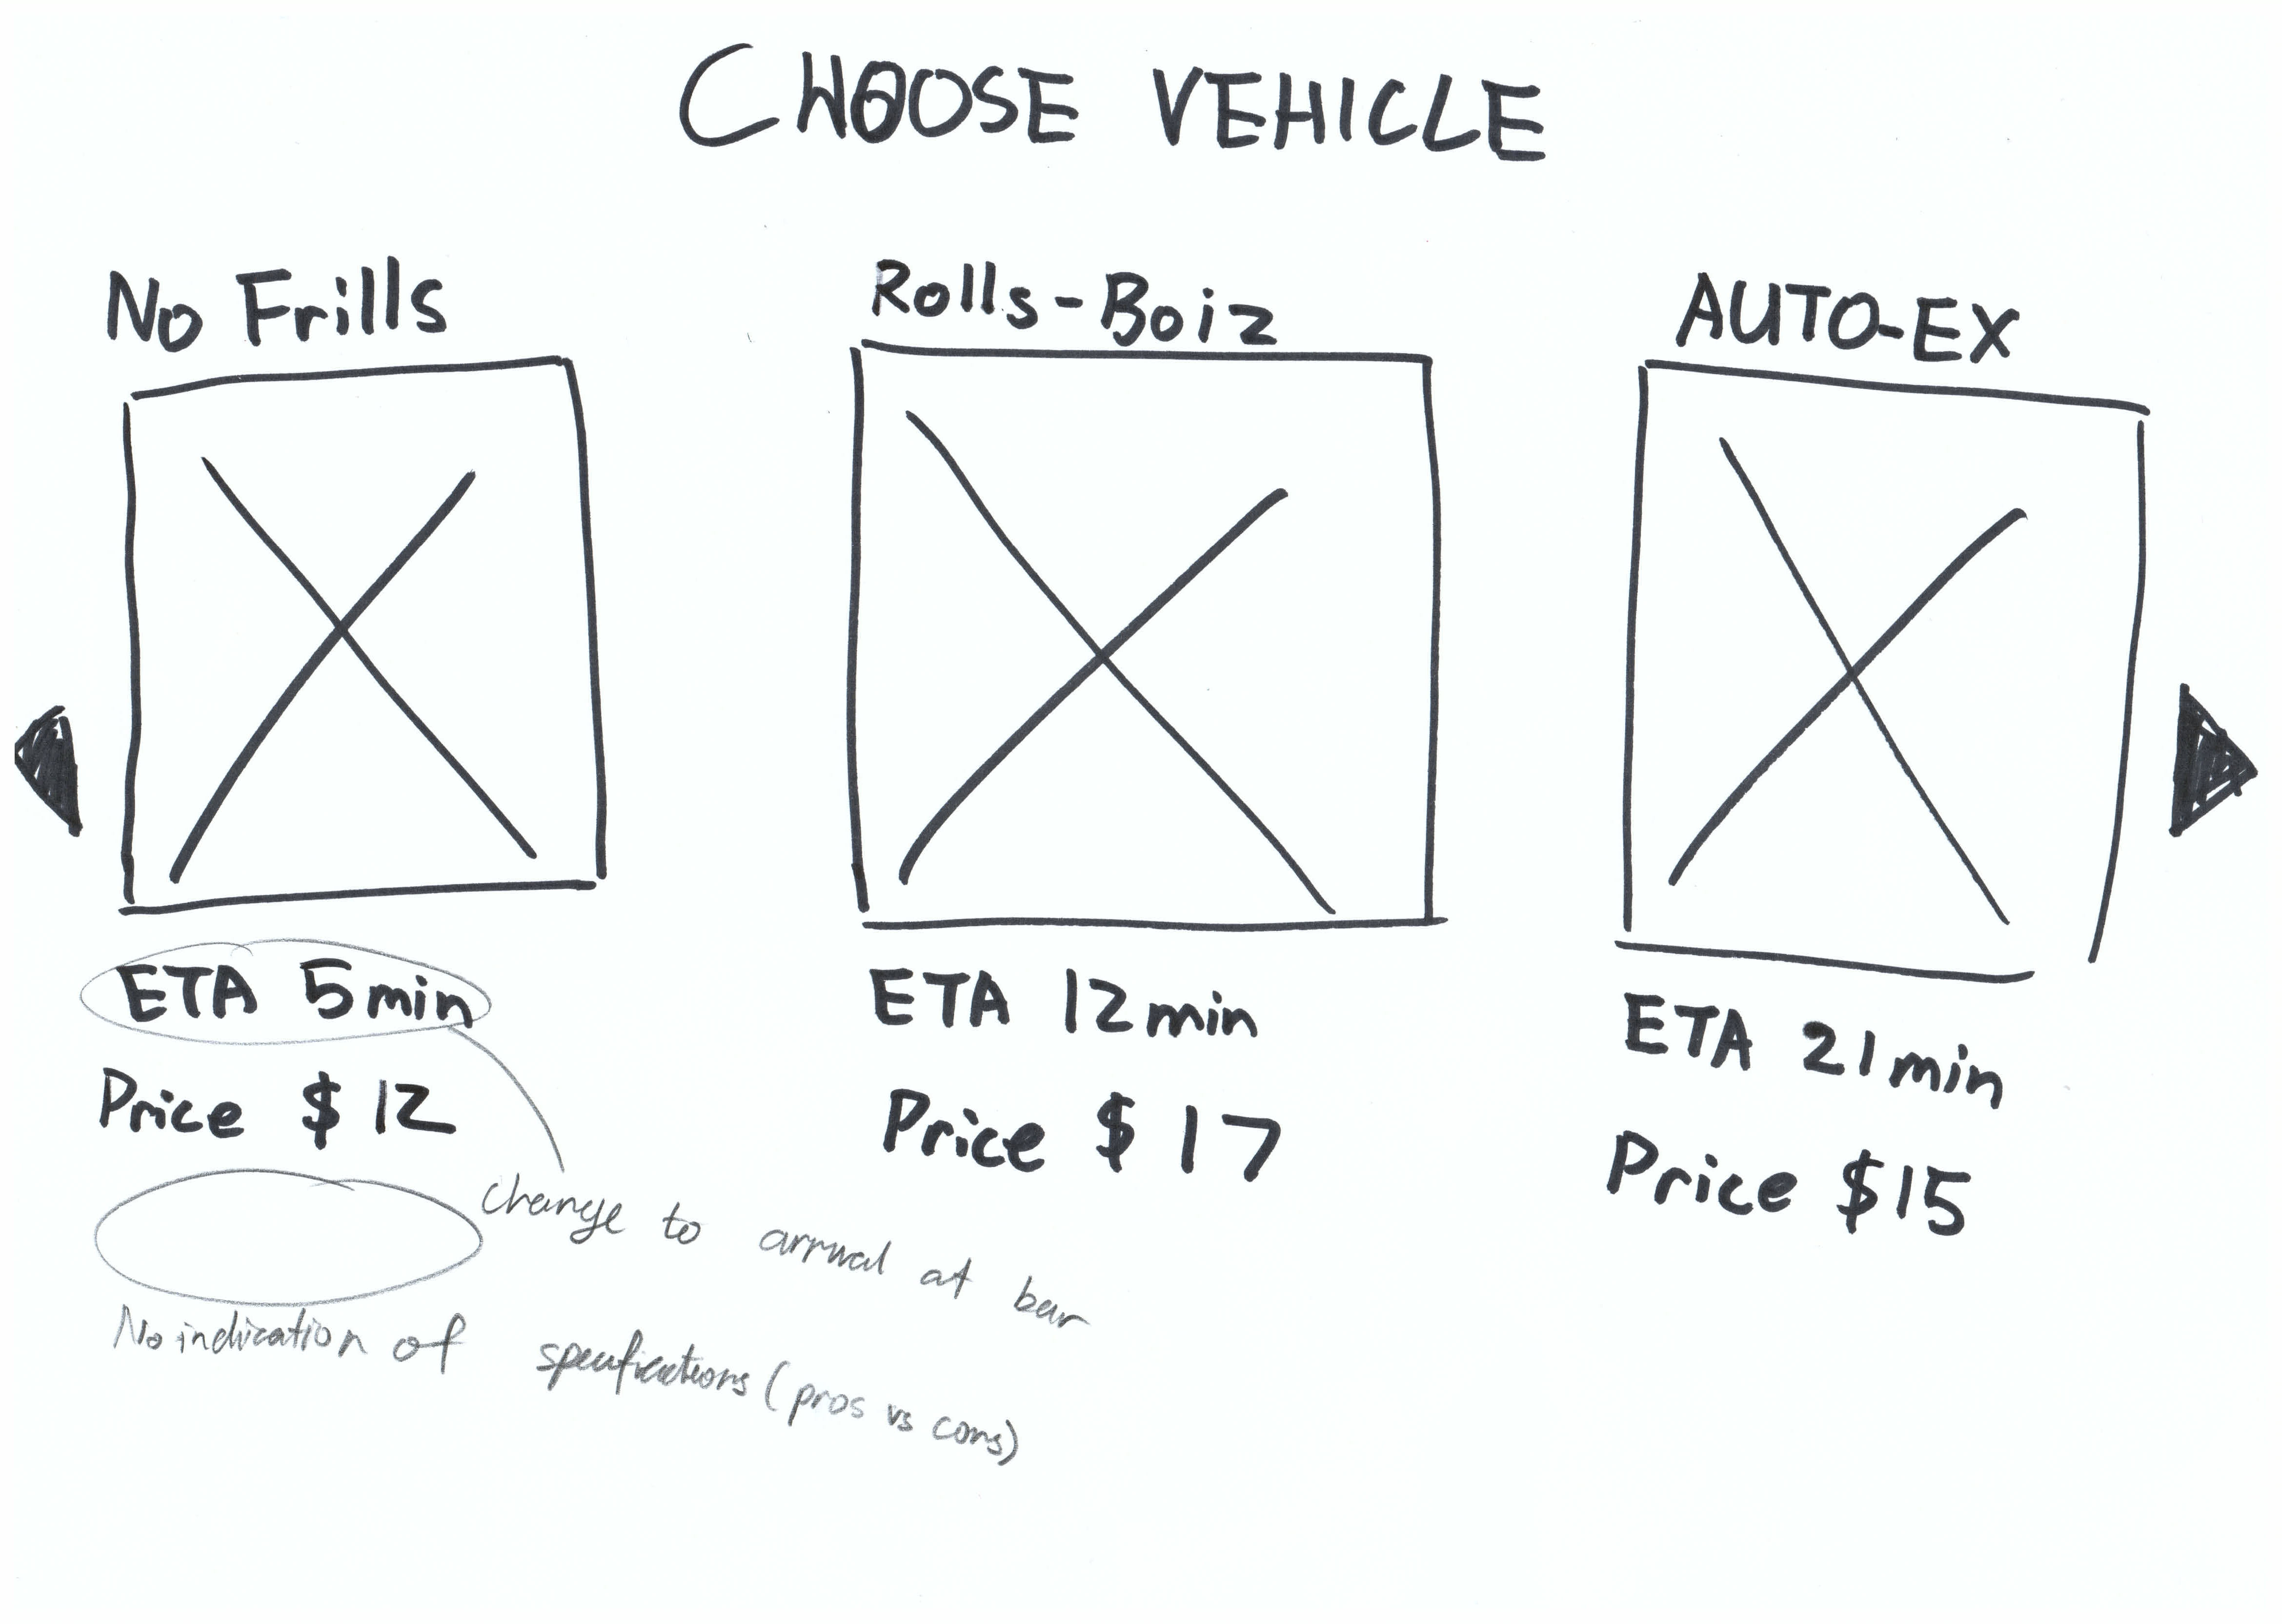 CHOOSE VEHICLE
No Frills
Rolls-Boiz
AUTO-EX
ETA 5min
Price $12
ETA 12min
Price $17
ETA 21min
Price $15
change to arrival at bar
No indication of specifications (pros vs cons)